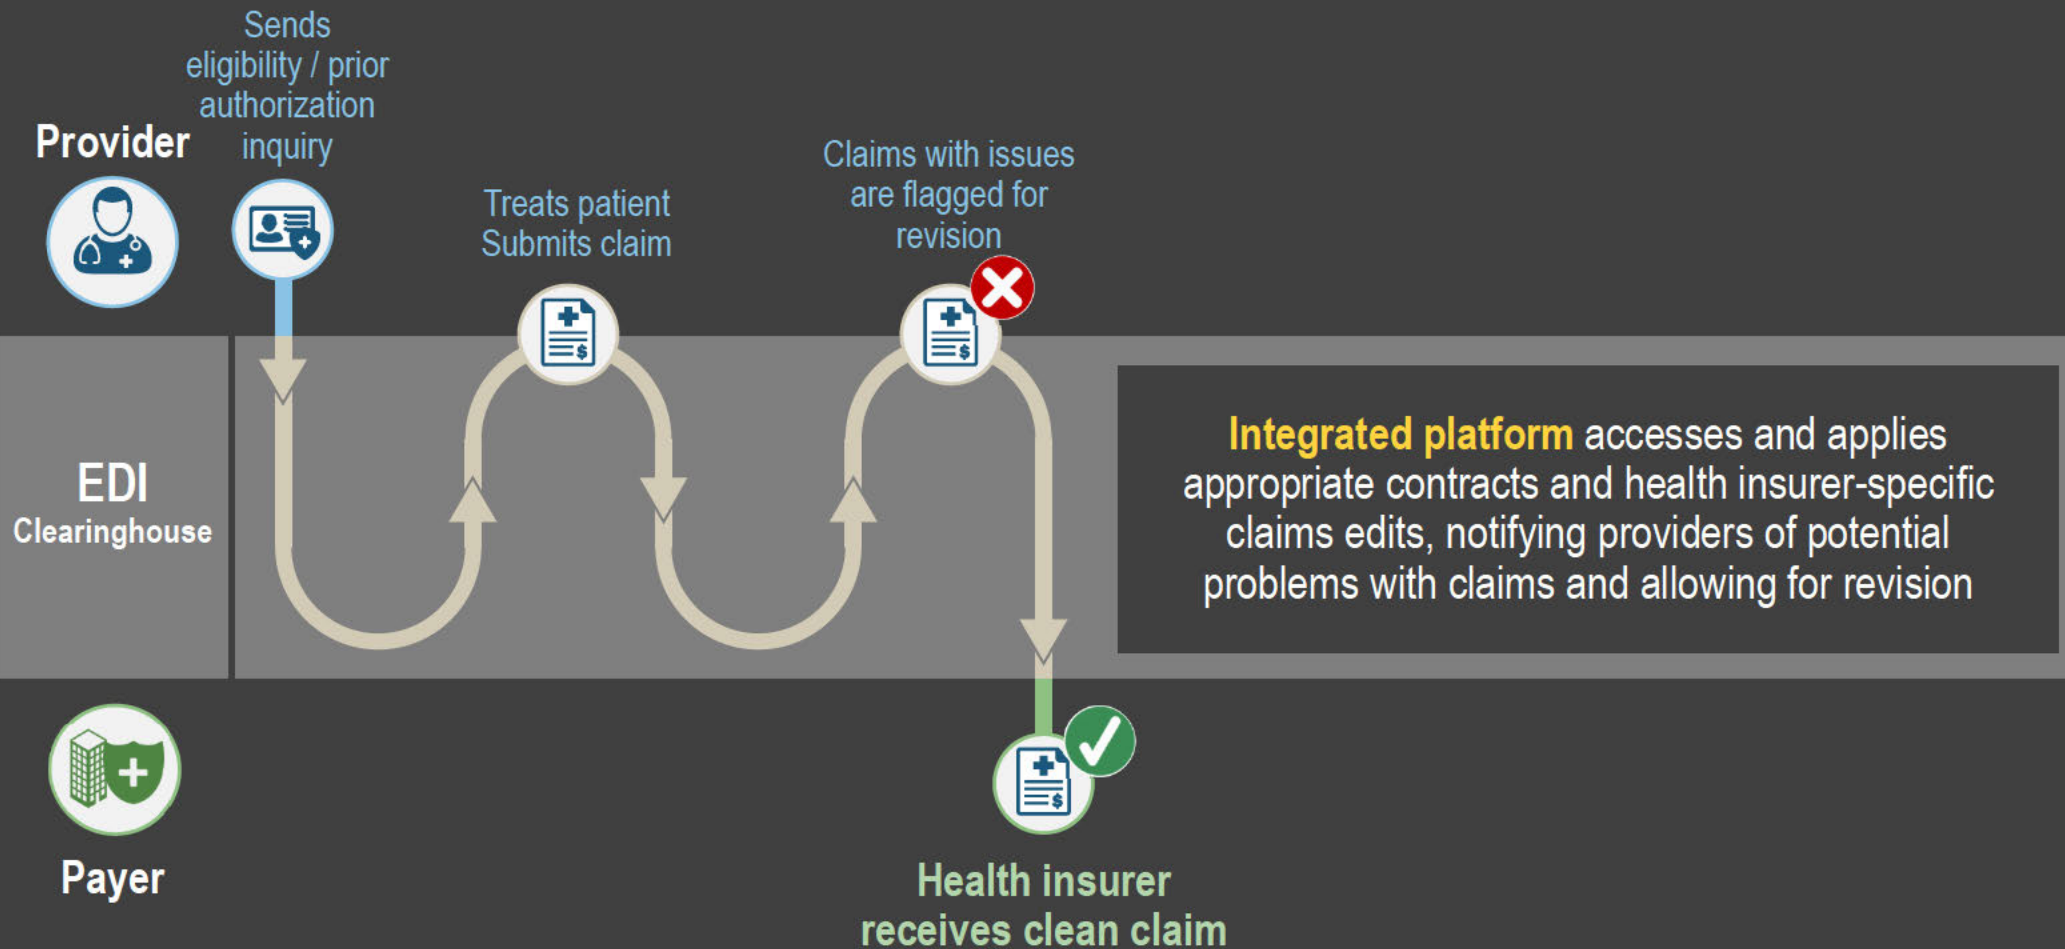 Sends
eligibility / prior
authorization
inquiry
Provider
Treats patient
Submits claim
Claims with issues
are flagged for
revision
EDI
Clearinghouse
Integrated platform accesses and applies
appropriate contracts and health insurer-specific
claims edits, notifying providers of potential
problems with claims and allowing for revision
Payer
Health insurer
receives clean claim